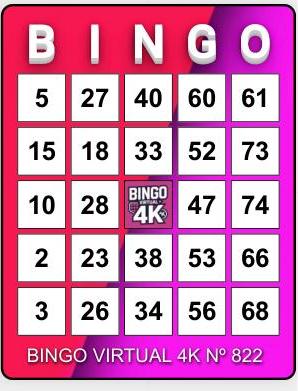 B I N G O
5 27 40 60 61
15 18 33 52 73
10 28 BINGO VIRTUAL 4K 47 74
2 23 38 53 66
3 26 34 56 68
BINGO VIRTUAL 4K Nº 822